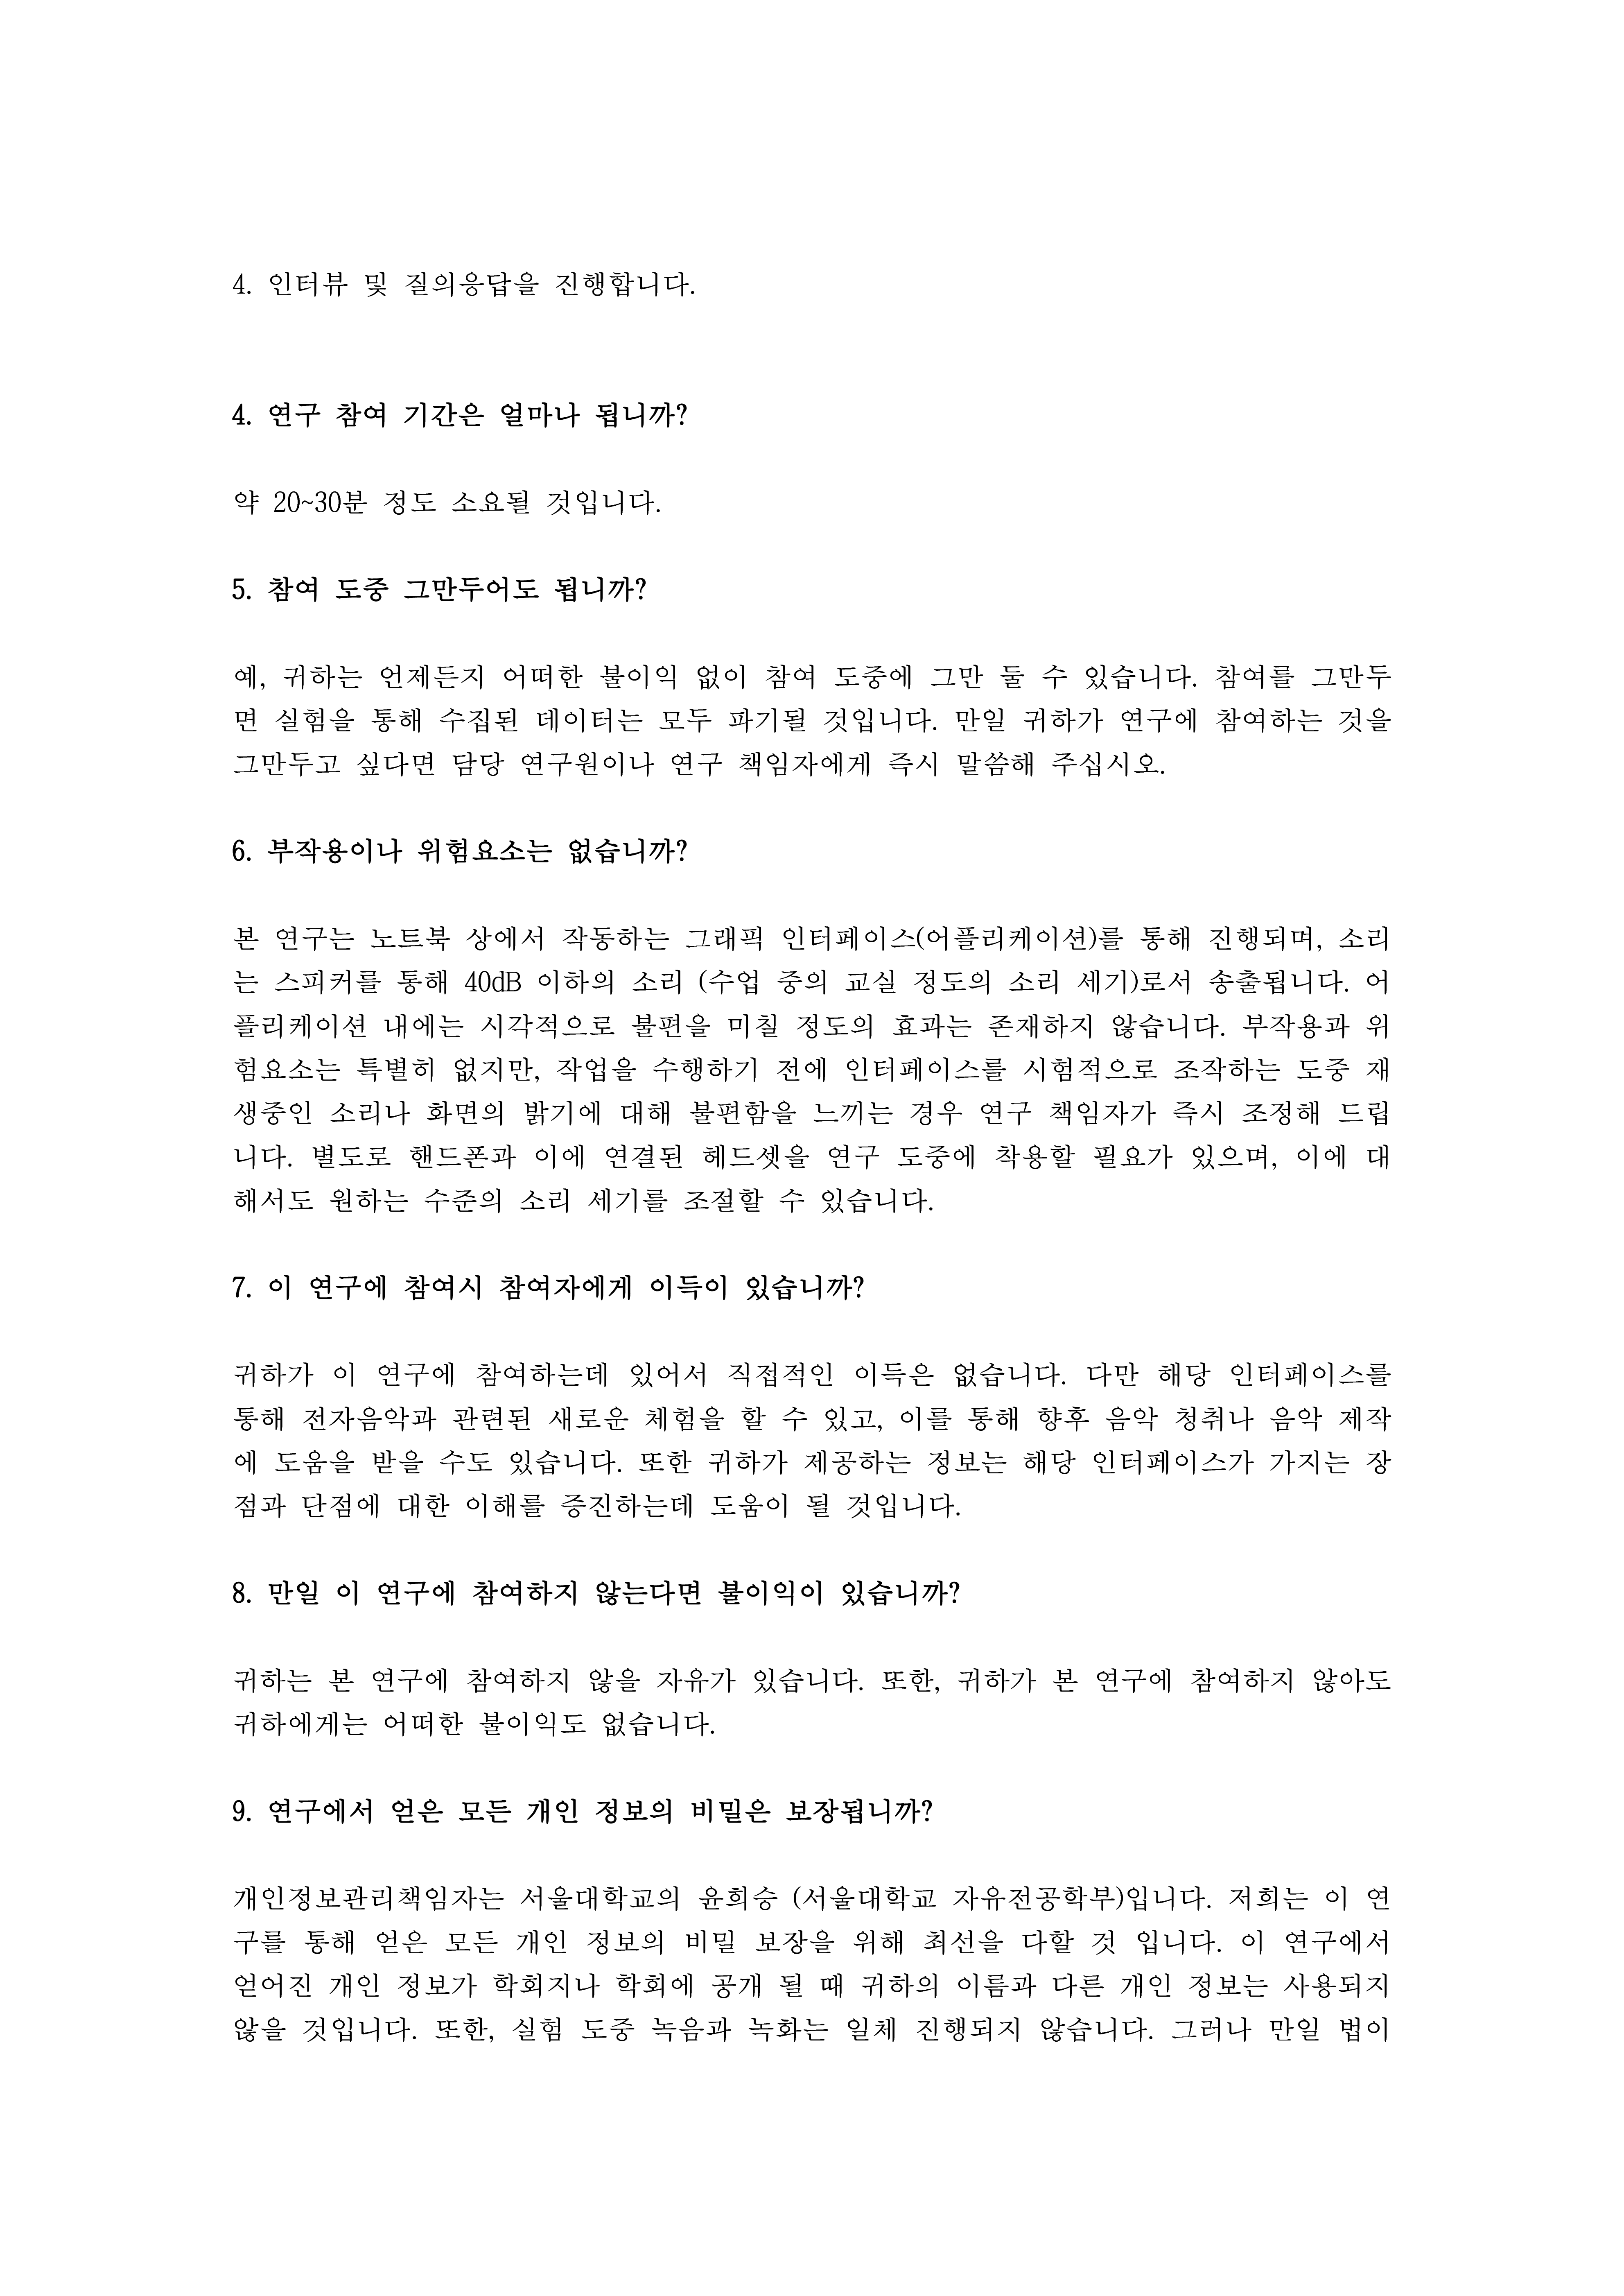 4. 인터뷰 및 질의응답을 진행합니다.
4. 연구 참여 기간은 얼마나 됩니까?
약 20~30분 정도 소요될 것입니다.
5. 참여 도중 그만두어도 됩니까?
예, 귀하는 언제든지 어떠한 불이익 없이 참여 도중에 그만 둘 수 있습니다. 참여를 그만두
면 실험을 통해 수집된 데이터는 모두 파기될 것입니다. 만일 귀하가 연구에 참여하는 것을
그만두고 싶다면 담당 연구원이나 연구 책임자에게 즉시 말씀해 주십시오.
6. 부작용이나 위험요소는 없습니까?
본 연구는 노트북 상에서 작동하는 그래픽 인터페이스(어플리케이션)를 통해 진행되며, 소리
는 스피커를 통해 40dB 이하의 소리 (수업 중의 교실 정도의 소리 세기)로서 송출됩니다. 어
플리케이션 내에는 시각적으로 불편을 미칠 정도의 효과는 존재하지 않습니다. 부작용과 위
험요소는 특별히 없지만, 작업을 수행하기 전에 인터페이스를 시험적으로 조작하는 도중 재
생중인 소리나 화면의 밝기에 대해 불편함을 느끼는 경우 연구 책임자가 즉시 조정해 드립
니다. 별도로 핸드폰과 이에 연결된 헤드셋을 연구 도중에 착용할 필요가 있으며, 이에 대
해서도 원하는 수준의 소리 세기를 조절할 수 있습니다.
7. 이 연구에 참여시 참여자에게 이득이 있습니까?
귀하가 이 연구에 참여하는데 있어서 직접적인 이득은 없습니다. 다만 해당 인터페이스를
통해 전자음악과 관련된 새로운 체험을 할 수 있고, 이를 통해 향후 음악 청취나 음악 제작
에 도움을 받을 수도 있습니다. 또한 귀하가 제공하는 정보는 해당 인터페이스가 가지는 장
점과 단점에 대한 이해를 증진하는데 도움이 될 것입니다.
8. 만일 이 연구에 참여하지 않는다면 불이익이 있습니까?
귀하는 본 연구에 참여하지 않을 자유가 있습니다. 또한, 귀하가 본 연구에 참여하지 않아도
귀하에게는 어떠한 불이익도 없습니다.
9. 연구에서 얻은 모든 개인 정보의 비밀은 보장됩니까?
개인정보관리책임자는 서울대학교의 윤희승 (서울대학교 자유전공학부)입니다. 저희는 이 연
구를 통해 얻은 모든 개인 정보의 비밀 보장을 위해 최선을 다할 것 입니다. 이 연구에서
얻어진 개인 정보가 학회지나 학회에 공개 될 때 귀하의 이름과 다른 개인 정보는 사용되지
않을 것입니다. 또한, 실험 도중 녹음과 녹화는 일체 진행되지 않습니다. 그러나 만일 법이